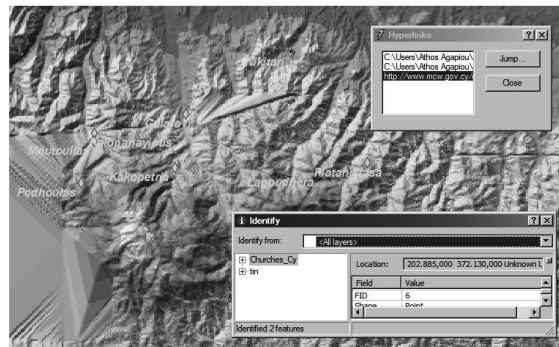 Hyperlinks
C:\Users\Athos Agapiou\
C:\Users\Athos Agapiou\
http://www.mcw.gov.cy/
Jump...
Close
Nikitari
Galata
Kalopanayiotis
Moutoullas
Kakopetria
Platanistasa
Lagoudhera
Pedhoulas
Identify
Identify from: <All layers>
Churches_Cy
tin
Location: 202.885,000 372.130,000 Unknown U
Field Value
FID 6
Shape Point
Identified 2 features